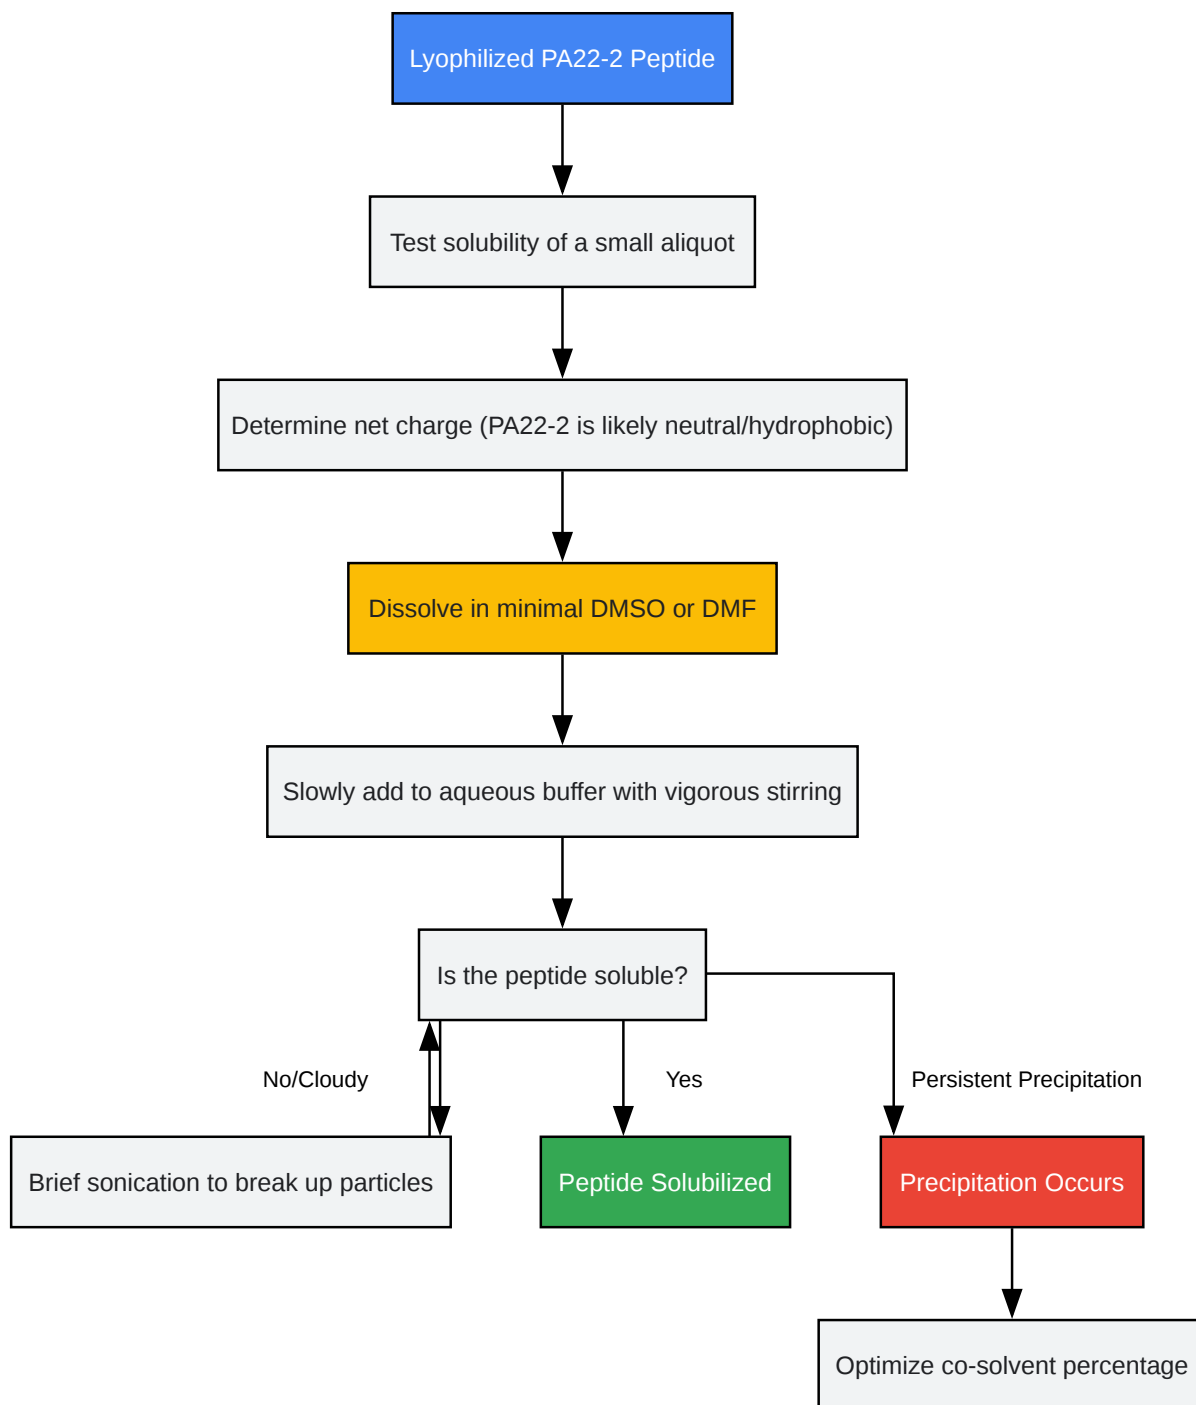 Lyophilized PA22-2 Peptide
Test solubility of a small aliquot
Determine net charge (PA22-2 is likely neutral/hydrophobic)
Dissolve in minimal DMSO or DMF
Slowly add to aqueous buffer with vigorous stirring
Is the peptide soluble?
No/Cloudy
Yes
Persistent Precipitation
Brief sonication to break up particles
Peptide Solubilized
Precipitation Occurs
Optimize co-solvent percentage